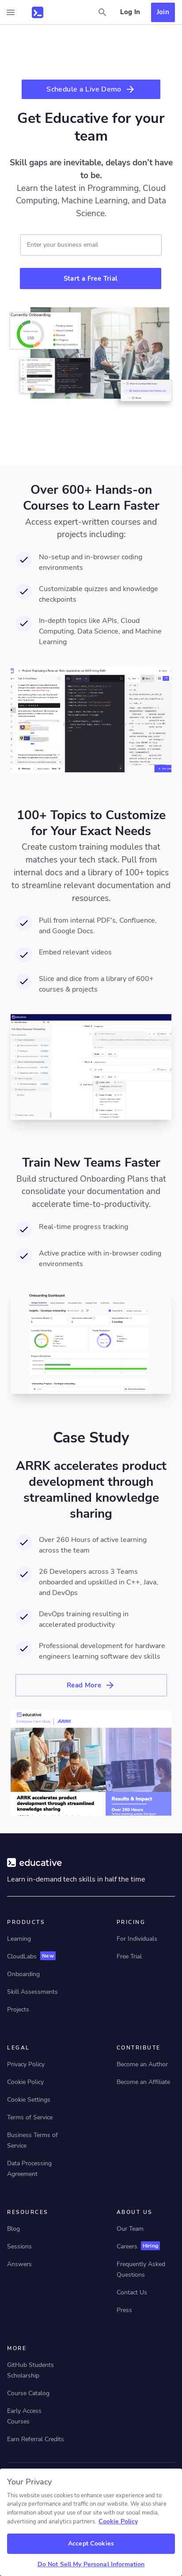 Log In
Join
Schedule a Live Demo
Get Educative for your
team
Skill gaps are inevitable, delays don't have
to be.
Learn the latest in Programming, Cloud
Computing, Machine Learning, and Data
Science.
Enter your business email
Start a Free Trial
Currently Onboarding
Over 600+ Hands-on
Courses to Learn Faster
Access expert-written courses and
projects including:
No-setup and in-browser coding
environments
Customizable quizzes and knowledge
checkpoints
In-depth topics like APIs, Cloud
Computing, Data Science, and Machine
Learning
100+ Topics to Customize
for Your Exact Needs
Create custom training modules that
matches your tech stack. Pull from
internal docs and a library of 100+ topics
to streamline relevant documentation and
resources.
Pull from internal PDF's, Confluence,
and Google Docs.
Embed relevant videos
Slice and dice from a library of 600+
courses & projects
Train New Teams Faster
Build structured Onboarding Plans that
consolidate your documentation and
accelerate time-to-productivity.
Real-time progress tracking
Active practice with in-browser coding
environments
Onboarding Dashboard
Case Study
ARRK accelerates product
development through
streamlined knowledge
sharing
Over 260 Hours of active learning
across the team
26 Developers across 3 Teams
onboarded and upskilled in C++, Java,
and DevOps
DevOps training resulting in
accelerated productivity
Professional development for hardware
engineers learning software dev skills
Read More
educative
ARRK
ARRK accelerates product
development through
streamlined knowledge sharing
Results & Impact
Over 260 Hours
educative
Learn in-demand tech skills in half the time
PRODUCTS
Learning
CloudLabs New
Onboarding
Skill Assessments
Projects
PRICING
For Individuals
Free Trial
LEGAL
Privacy Policy
Cookie Policy
Cookie Settings
Terms of Service
Business Terms of
Service
Data Processing
Agreement
CONTRIBUTE
Become an Author
Become an Affiliate
RESOURCES
Blog
Sessions
Answers
ABOUT US
Our Team
Careers Hiring
Frequently Asked
Questions
Contact Us
Press
MORE
GitHub Students
Scholarship
Course Catalog
Early Access
Courses
Earn Referral Credits
Your Privacy
This website uses cookies to enhance user experience and to
analyze performance and traffic on our website. We also share
information about your use of our site with our social media,
advertising and analytics partners. Cookie Policy
Accept Cookies
Do Not Sell My Personal Information